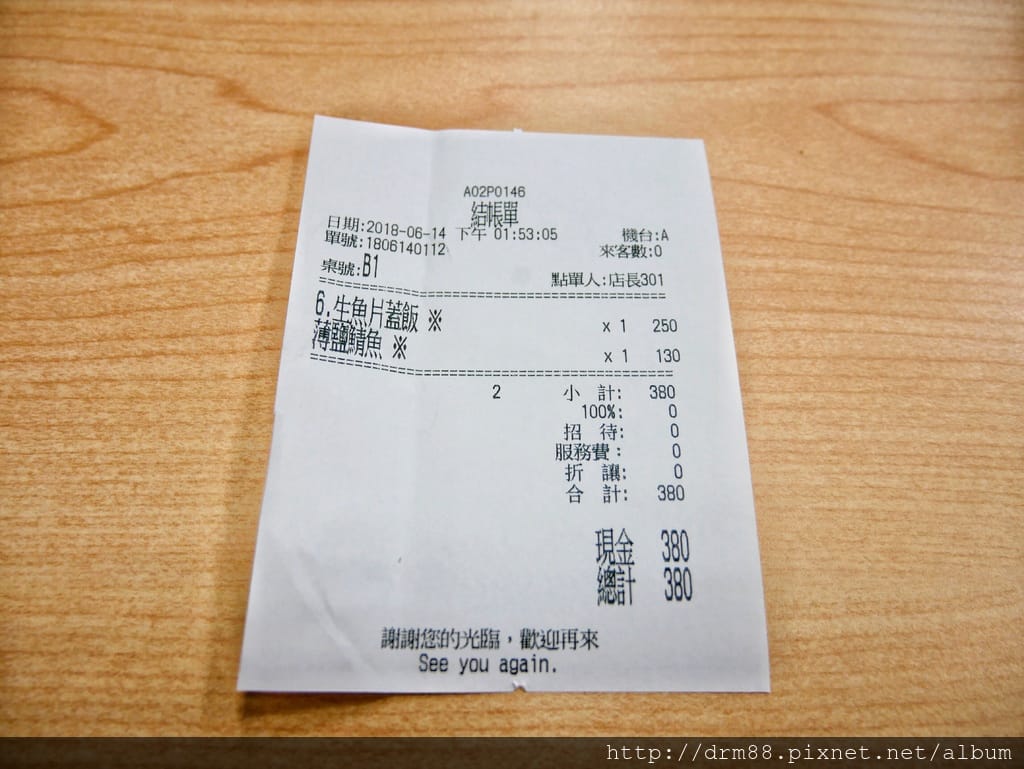 A02P0146
結帳單
日期:2018-06-14 下午 01:53:05 機台:A
單號:1806140112 來客數:0
桌號:B1 點單人:店長301
================================================
6.生魚片蓋飯 ※ x 1 250
薄鹽鯖魚 ※ x 1 130
================================================
2 小 計: 380
100%: 0
招 待: 0
服務費: 0
折 讓: 0
合 計: 380
現金 380
總計 380
謝謝您的光臨，歡迎再來
See you again.
http://drm88.pixnet.net/album